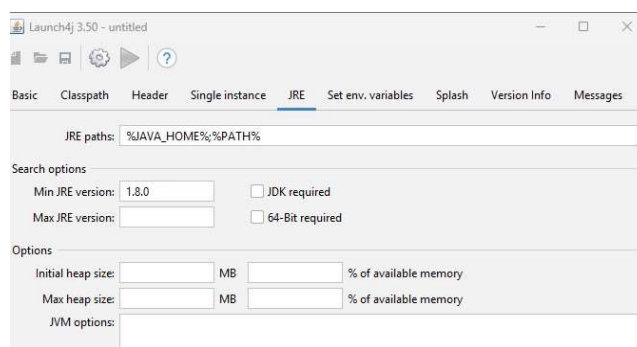 Launch4j 3.50 - untitled
Basic Classpath Header Single instance JRE Set env. variables Splash Version Info Messages
JRE paths: %JAVA_HOME%;%PATH%
Search options
Min JRE version: 1.8.0 JDK required
Max JRE version: 64-Bit required
Options
Initial heap size: MB % of available memory
Max heap size: MB % of available memory
JVM options: